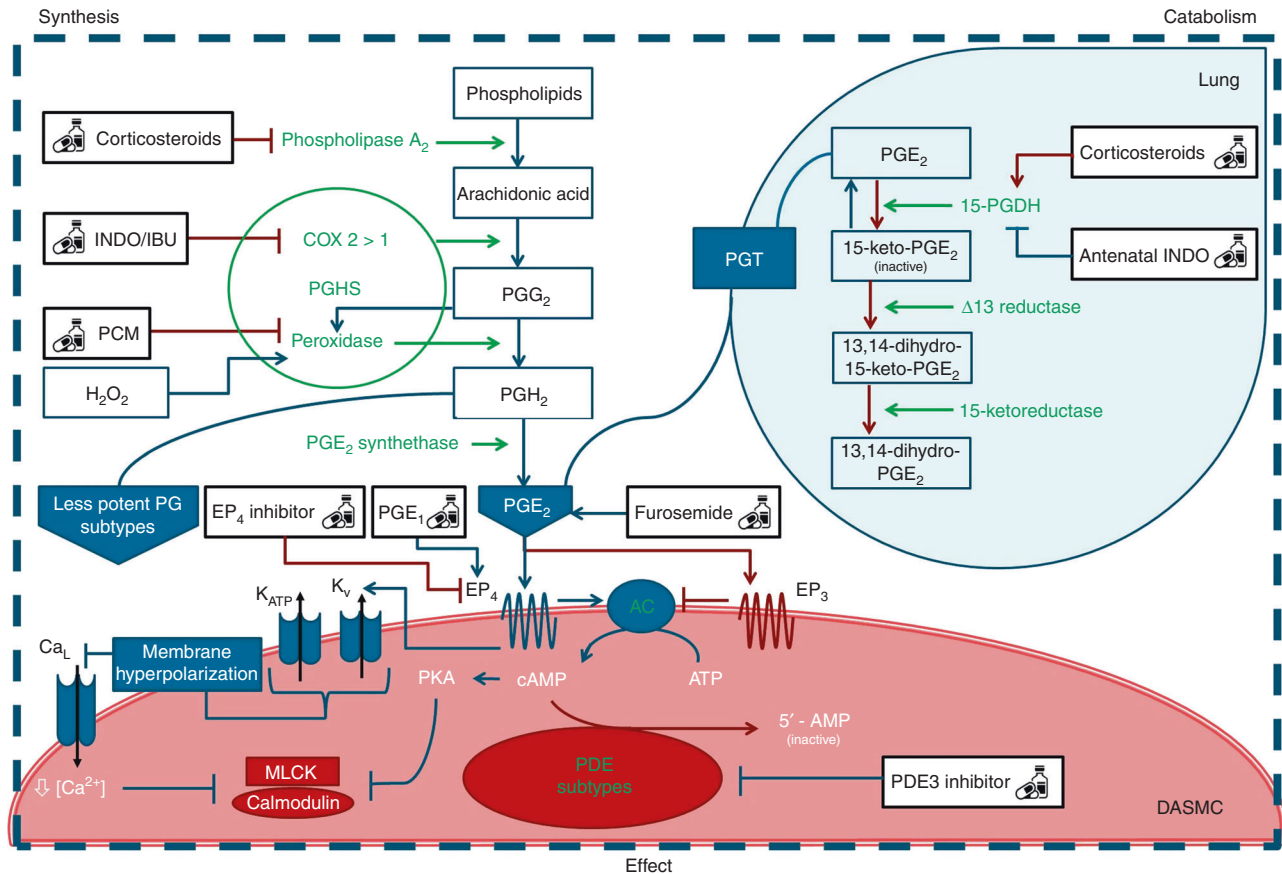 Synthesis
Catabolism
Lung
Phospholipids
Corticosteroids
Phospholipase A₂
Arachidonic acid
INDO/IBU
COX 2 > 1
PGHS
PGG₂
PCM
Peroxidase
H₂O₂
PGH₂
PGE₂ synthethase
Less potent PG
subtypes
EP₄ inhibitor
PGE₁
PGE₂
Furosemide
PGT
PGE₂
Corticosteroids
15-PGDH
15-keto-PGE₂
(inactive)
Antenatal INDO
Δ13 reductase
13,14-dihydro-
15-keto-PGE₂
15-ketoreductase
13,14-dihydro-
PGE₂
K_ATP
Kᵥ
EP₄
AC
EP₃
Ca_L
Membrane
hyperpolarization
PKA
cAMP
ATP
5′ - AMP
(inactive)
[Ca²⁺]
MLCK
Calmodulin
PDE
subtypes
PDE3 inhibitor
DASMC
Effect